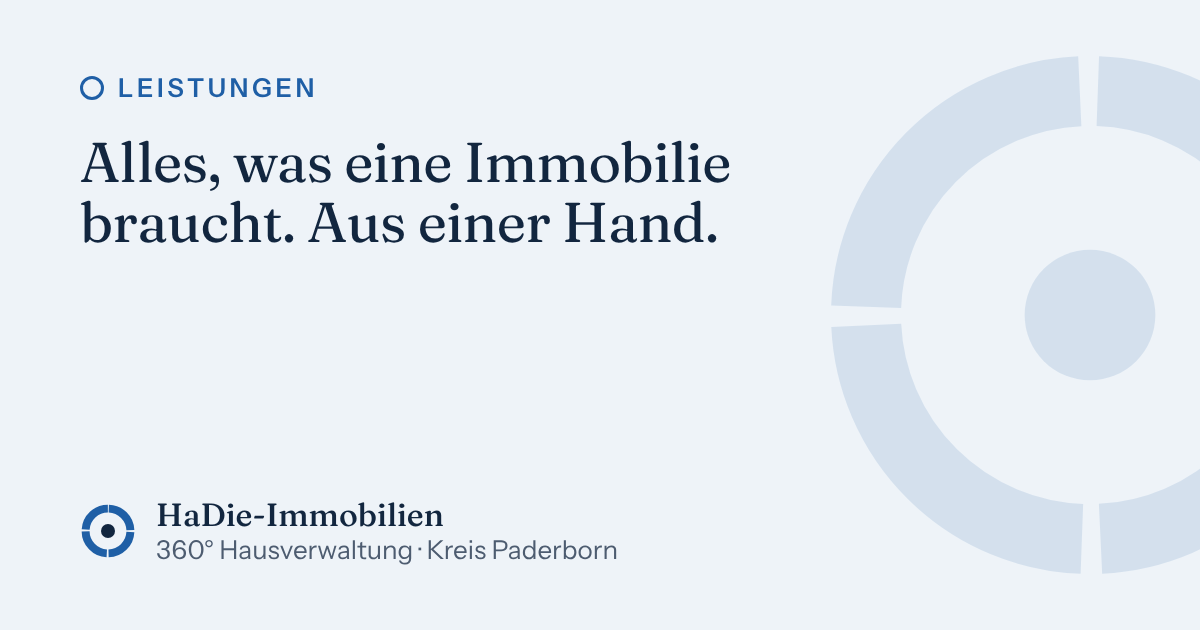 LEISTUNGEN
Alles, was eine Immobilie
braucht. Aus einer Hand.
HaDie-Immobilien
360° Hausverwaltung · Kreis Paderborn